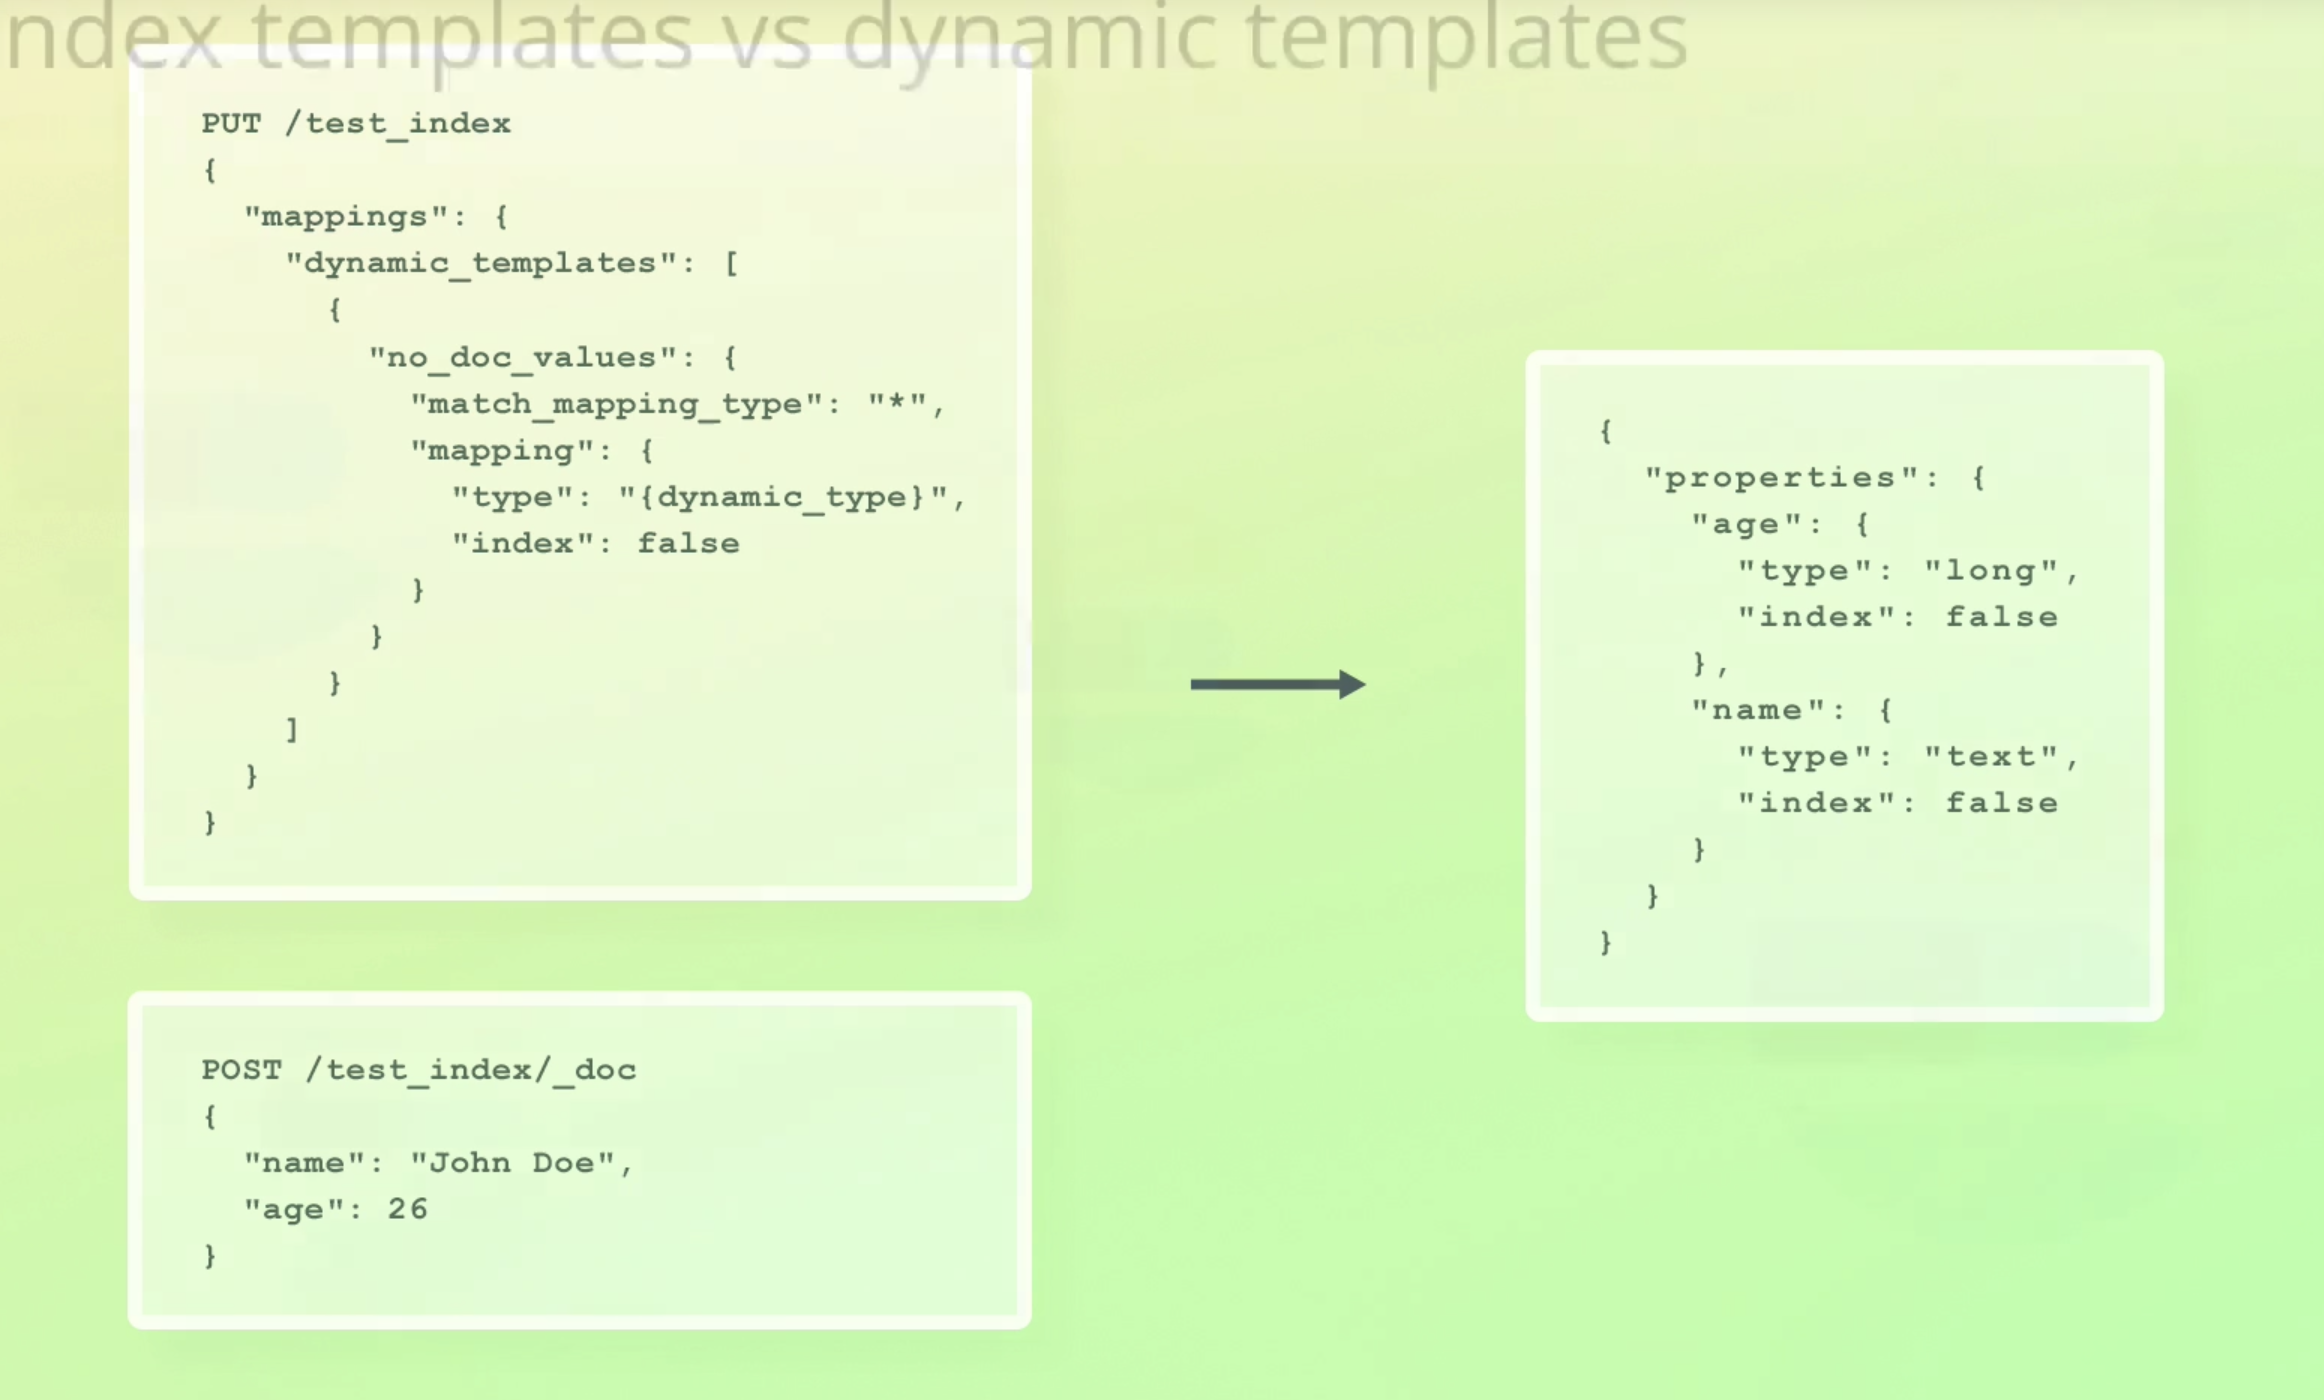 ndex templates vs dynamic templates
PUT /test_index
{
"mappings": {
"dynamic_templates": [
{
"no_doc_values": {
"match_mapping_type": "*",
"mapping": {
"type": "{dynamic_type}",
"index": false
}
}
}
]
}
}
POST /test_index/_doc
{
"name": "John Doe",
"age": 26
}
{
"properties": {
"age": {
"type": "long",
"index": false
},
"name": {
"type": "text",
"index": false
}
}
}